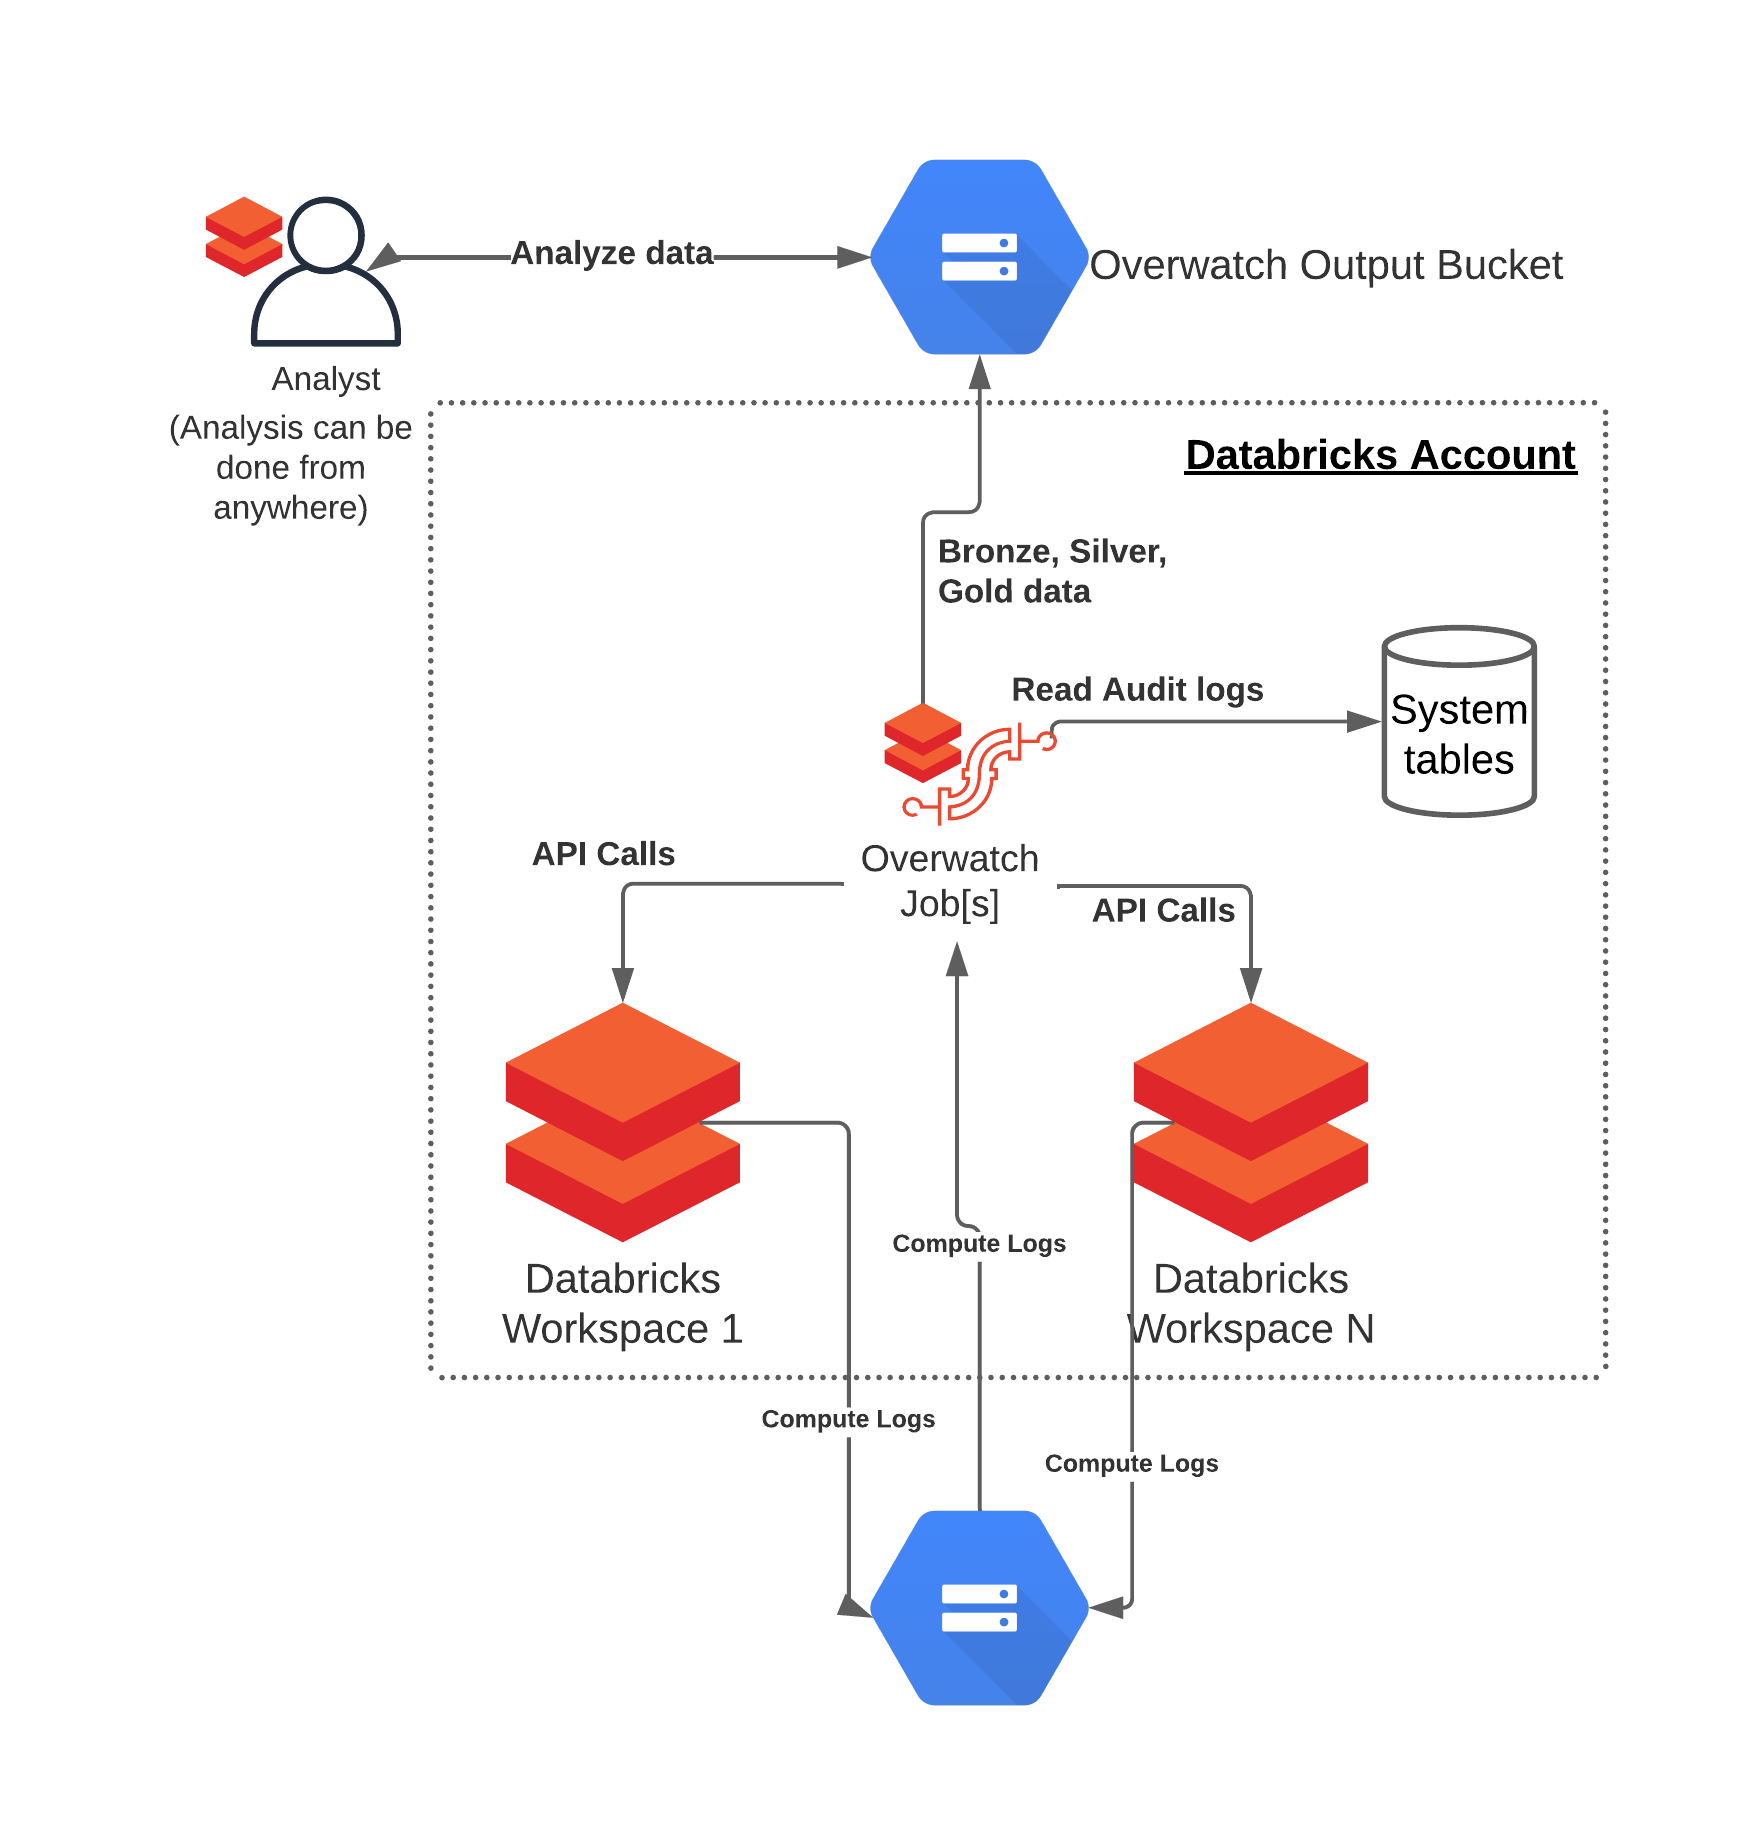 Analyze data
Overwatch Output Bucket
Analyst
(Analysis can be
done from
anywhere)
Databricks Account
Bronze, Silver,
Gold data
Read Audit logs
System
tables
API Calls
Overwatch
Job[s]
API Calls
Compute Logs
Databricks
Workspace 1
Databricks
Workspace N
Compute Logs
Compute Logs